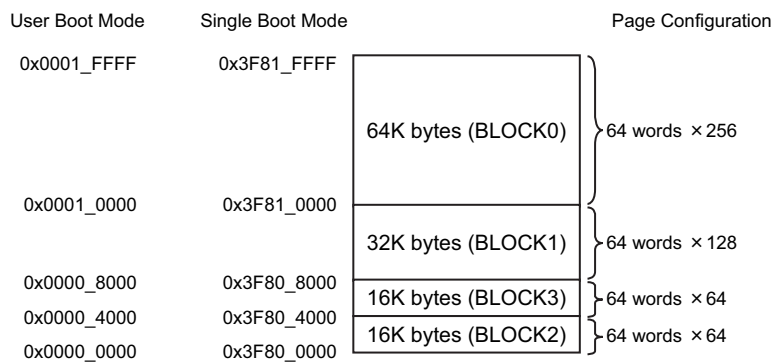 User Boot Mode Single Boot Mode Page Configuration
0x0001_FFFF 0x3F81_FFFF
64K bytes (BLOCK0) 64 words ×256
0x0001_0000 0x3F81_0000
32K bytes (BLOCK1) 64 words ×128
0x0000_8000 0x3F80_8000
16K bytes (BLOCK3) 64 words ×64
0x0000_4000 0x3F80_4000
16K bytes (BLOCK2) 64 words ×64
0x0000_0000 0x3F80_0000